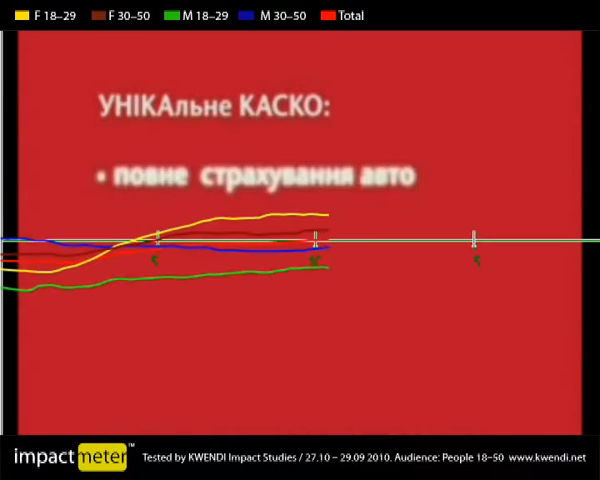 F 18–29 F 30–50 M 18–29 M 30–50 Total
УНІКАльне КАСКО:
• повне страхування авто
impactmeter™ Tested by KWENDI Impact Studies / 27.10 – 29.09 2010. Audience: People 18–50 www.kwendi.net